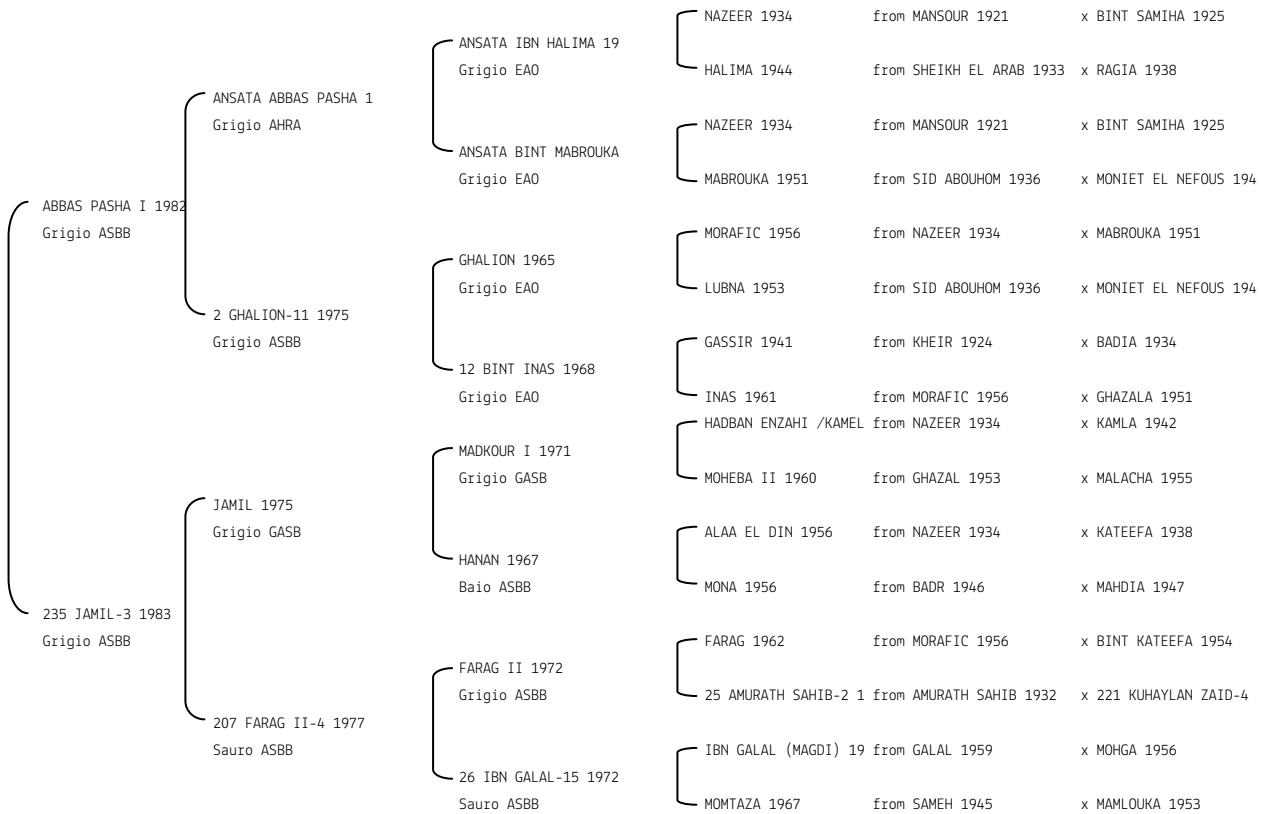 NAZEER 1934 from MANSOUR 1921 x BINT SAMIHA 1925
ANSATA IBN HALIMA 19
Grigio EAO
HALIMA 1944 from SHEIKH EL ARAB 1933 x RAGIA 1938
ANSATA ABBAS PASHA 1
Grigio AHRA
NAZEER 1934 from MANSOUR 1921 x BINT SAMIHA 1925
ANSATA BINT MABROUKA
Grigio EAO
MABROUKA 1951 from SID ABOUHOM 1936 x MONIET EL NEFOUS 194
ABBAS PASHA I 1982
Grigio ASBB
MORAFIC 1956 from NAZEER 1934 x MABROUKA 1951
GHALION 1965
Grigio EAO
LUBNA 1953 from SID ABOUHOM 1936 x MONIET EL NEFOUS 194
2 GHALION-11 1975
Grigio ASBB
GASSIR 1941 from KHEIR 1924 x BADIA 1934
12 BINT INAS 1968
Grigio EAO
INAS 1961 from MORAFIC 1956 x GHAZALA 1951
HADBAN ENZAHI /KAMEL from NAZEER 1934 x KAMLA 1942
MADKOUR I 1971
Grigio GASB
MOHEBA II 1960 from GHAZAL 1953 x MALACHA 1955
JAMIL 1975
Grigio GASB
ALAA EL DIN 1956 from NAZEER 1934 x KATEEFA 1938
HANAN 1967
Baio ASBB
MONA 1956 from BADR 1946 x MAHDIA 1947
235 JAMIL-3 1983
Grigio ASBB
FARAG 1962 from MORAFIC 1956 x BINT KATEEFA 1954
FARAG II 1972
Grigio ASBB
25 AMURATH SAHIB-2 1 from AMURATH SAHIB 1932 x 221 KUHAYLAN ZAID-4
207 FARAG II-4 1977
Sauro ASBB
IBN GALAL (MAGDI) 19 from GALAL 1959 x MOHGA 1956
26 IBN GALAL-15 1972
Sauro ASBB
MOMTAZA 1967 from SAMEH 1945 x MAMLOUKA 1953